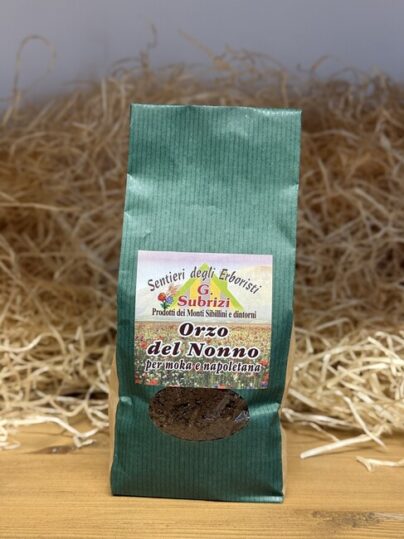 Sentieri degli Erboristi
G.
Subrizi
Prodotti dei Monti Sibillini e dintorni
Orzo
del Nonno
per moka e napoletana